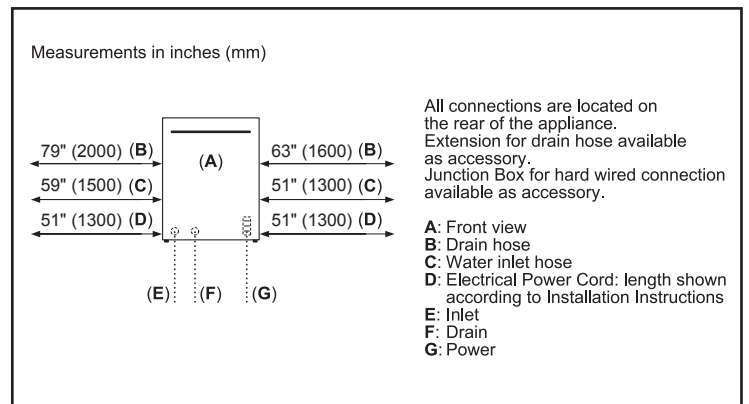 Measurements in inches (mm)
79" (2000) (B)
63" (1600) (B)
(A)
59" (1500) (C)
51" (1300) (C)
51" (1300) (D)
51" (1300) (D)
(E)
(F)
(G)
All connections are located on
the rear of the appliance.
Extension for drain hose available
as accessory.
Junction Box for hard wired connection
available as accessory.
A: Front view
B: Drain hose
C: Water inlet hose
D: Electrical Power Cord: length shown
according to Installation Instructions
E: Inlet
F: Drain
G: Power